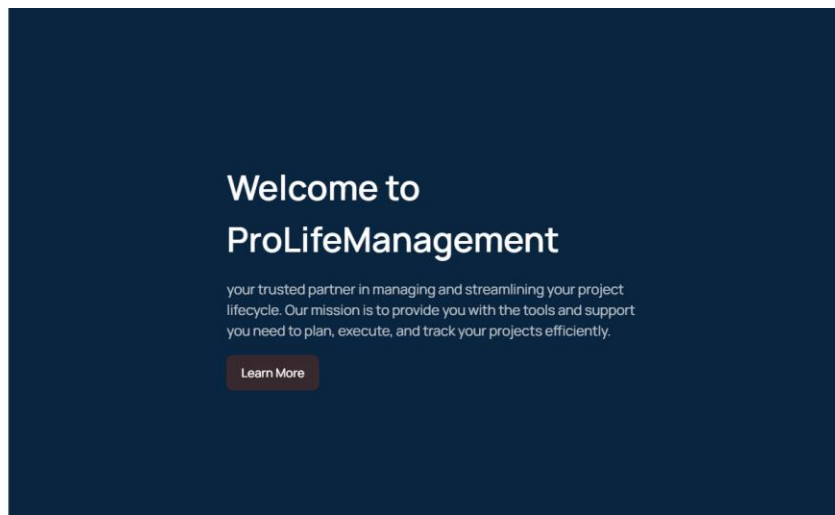 Welcome to
ProLifeManagement
your trusted partner in managing and streamlining your project
lifecycle. Our mission is to provide you with the tools and support
you need to plan, execute, and track your projects efficiently.
Learn More